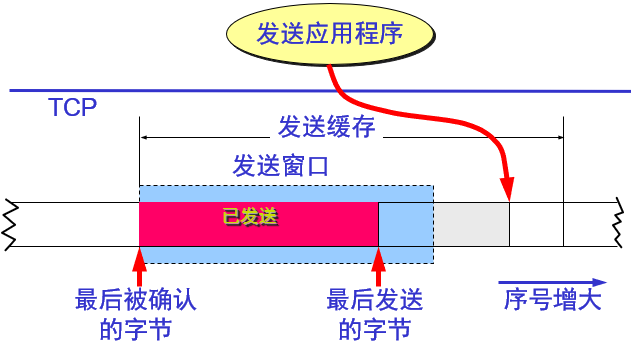 发送应用程序
TCP
发送缓存
发送窗口
已发送
最后被确认
的字节
最后发送
的字节
序号增大